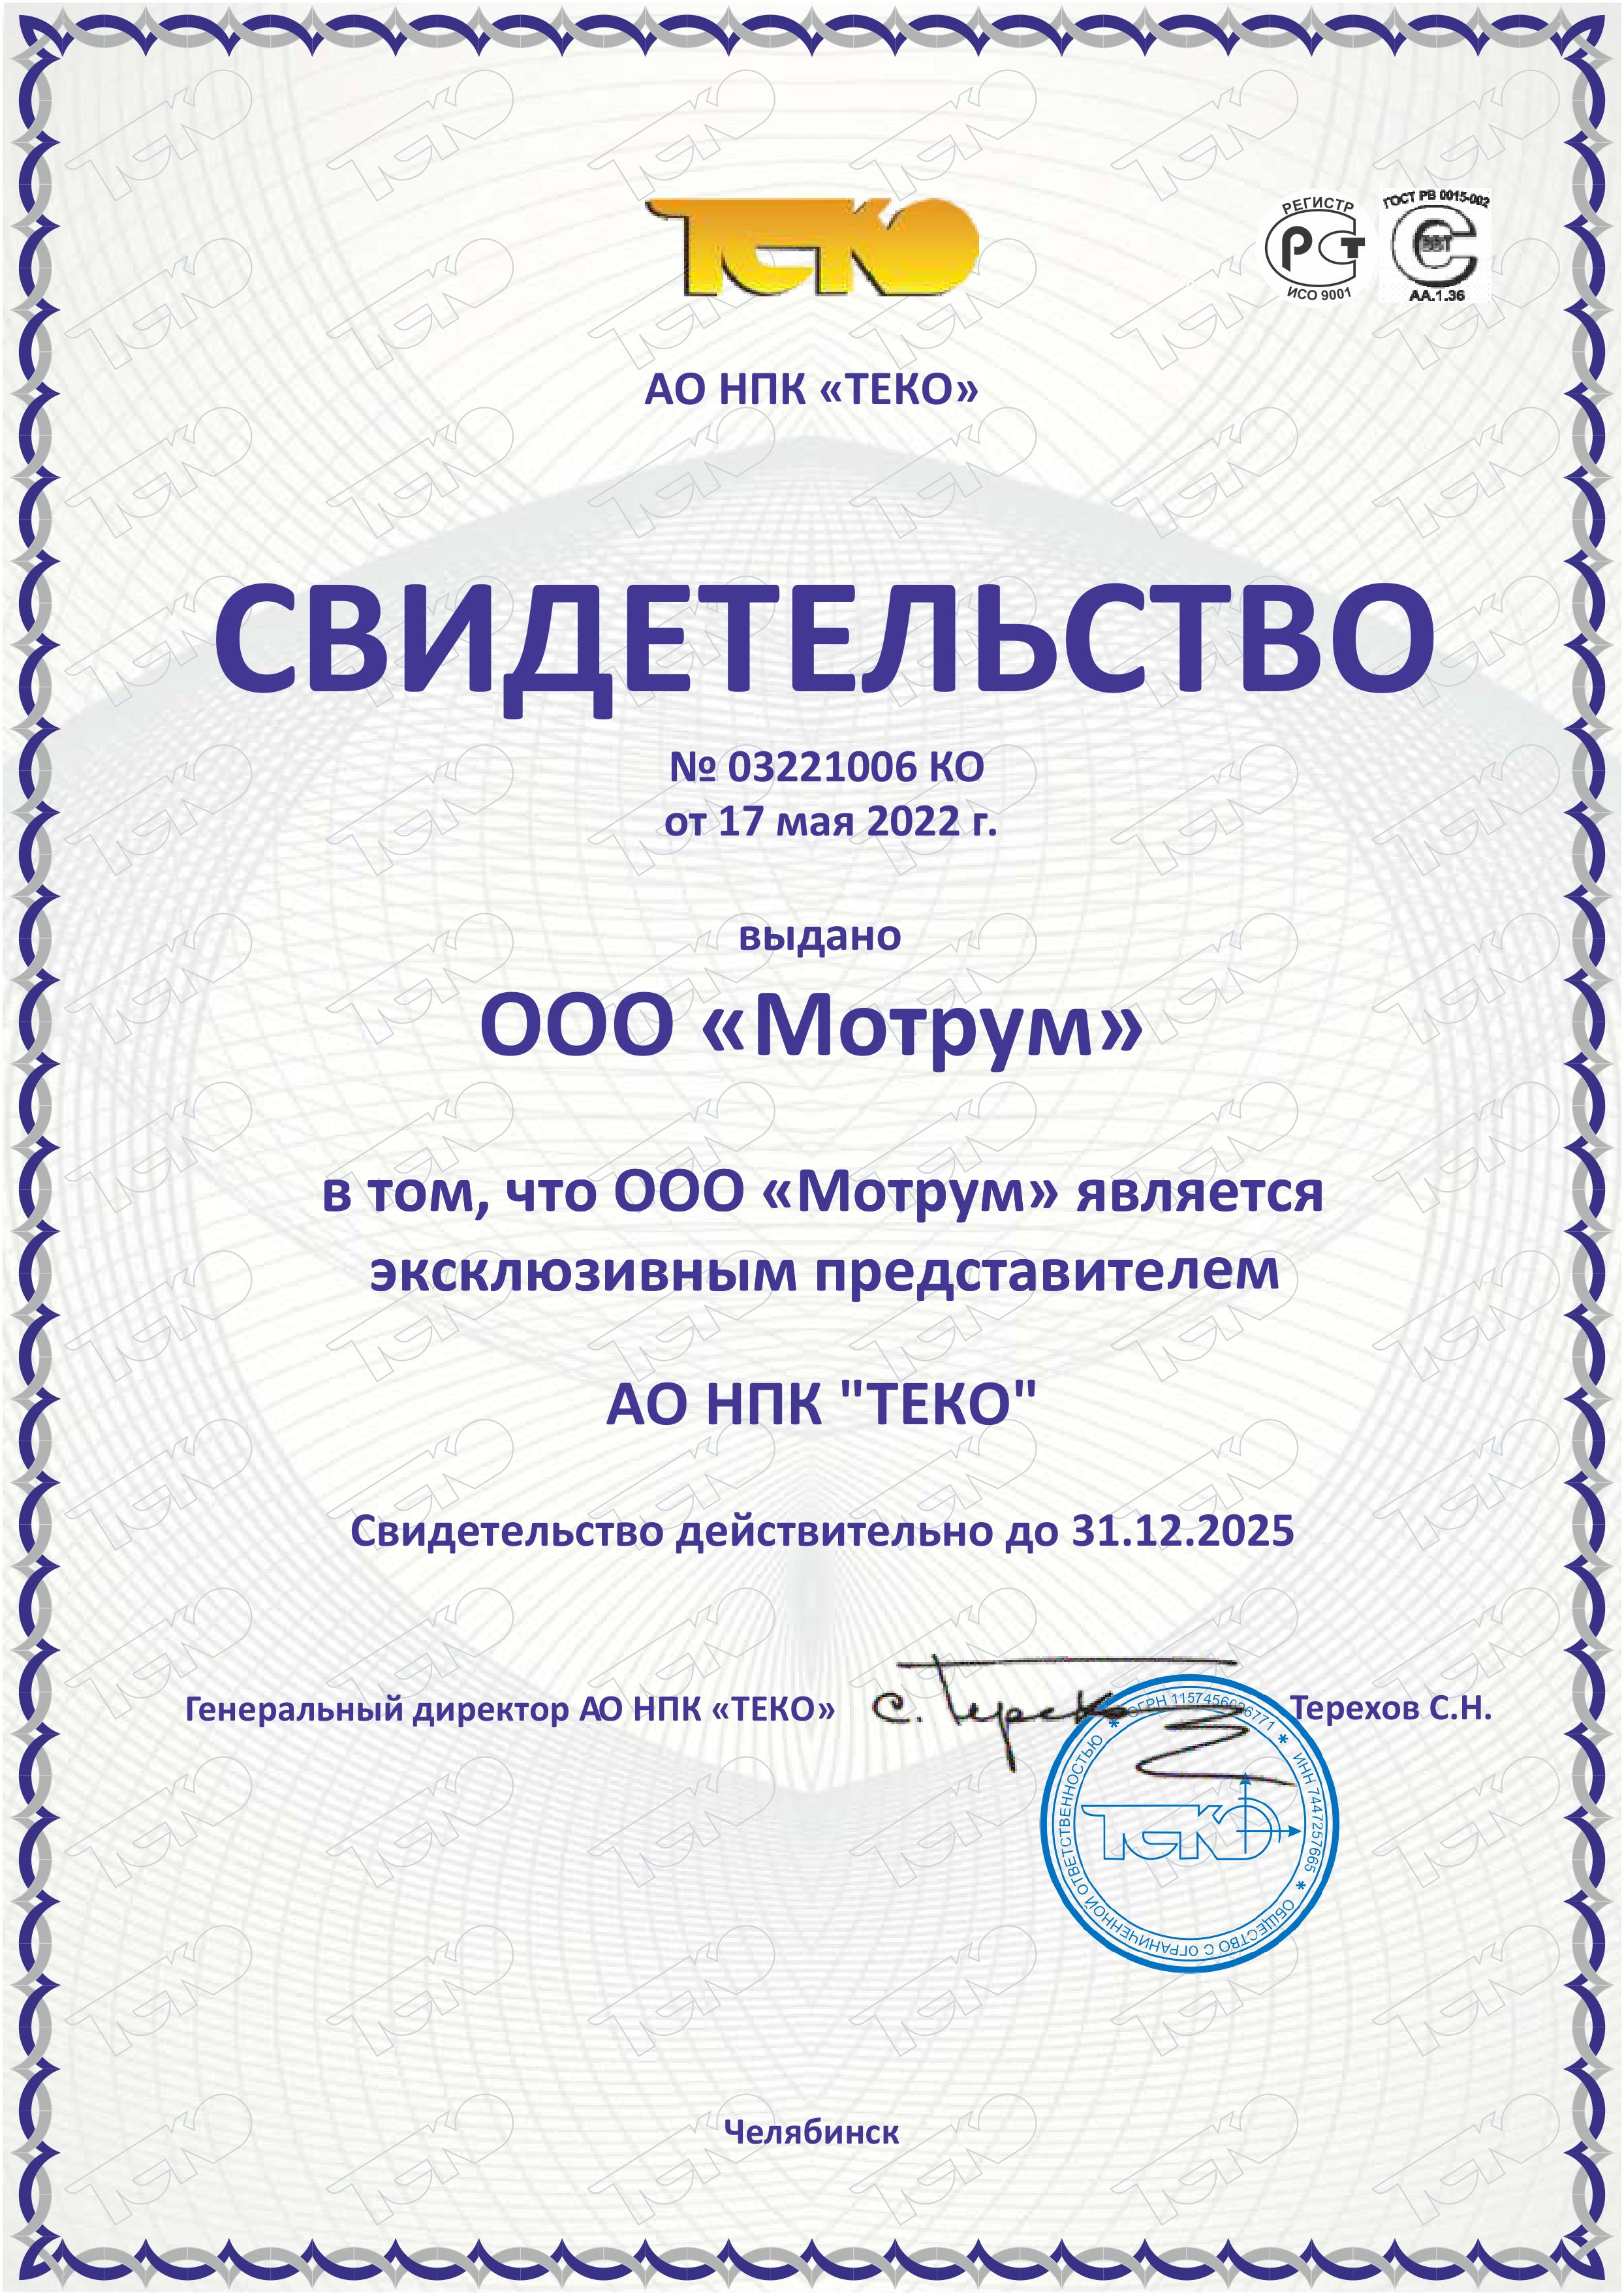 ТЕКО
РЕГИСТР
РСТ
ИСО 9001
ГОСТ РВ 0015-002
ВВТ
АА.1.36
АО НПК «ТЕКО»
СВИДЕТЕЛЬСТВО
№ 03221006 КО
от 17 мая 2022 г.
выдано
ООО «Мотрум»
в том, что ООО «Мотрум» является
эксклюзивным представителем
АО НПК "ТЕКО"
Свидетельство действительно до 31.12.2025
Генеральный директор АО НПК «ТЕКО»
С. Терехов
Терехов С.Н.
ОБЩЕСТВО С ОГРАНИЧЕННОЙ ОТВЕТСТВЕННОСТЬЮ * ОГРН * ИНН 7447257665 *
ТЕКО
Челябинск